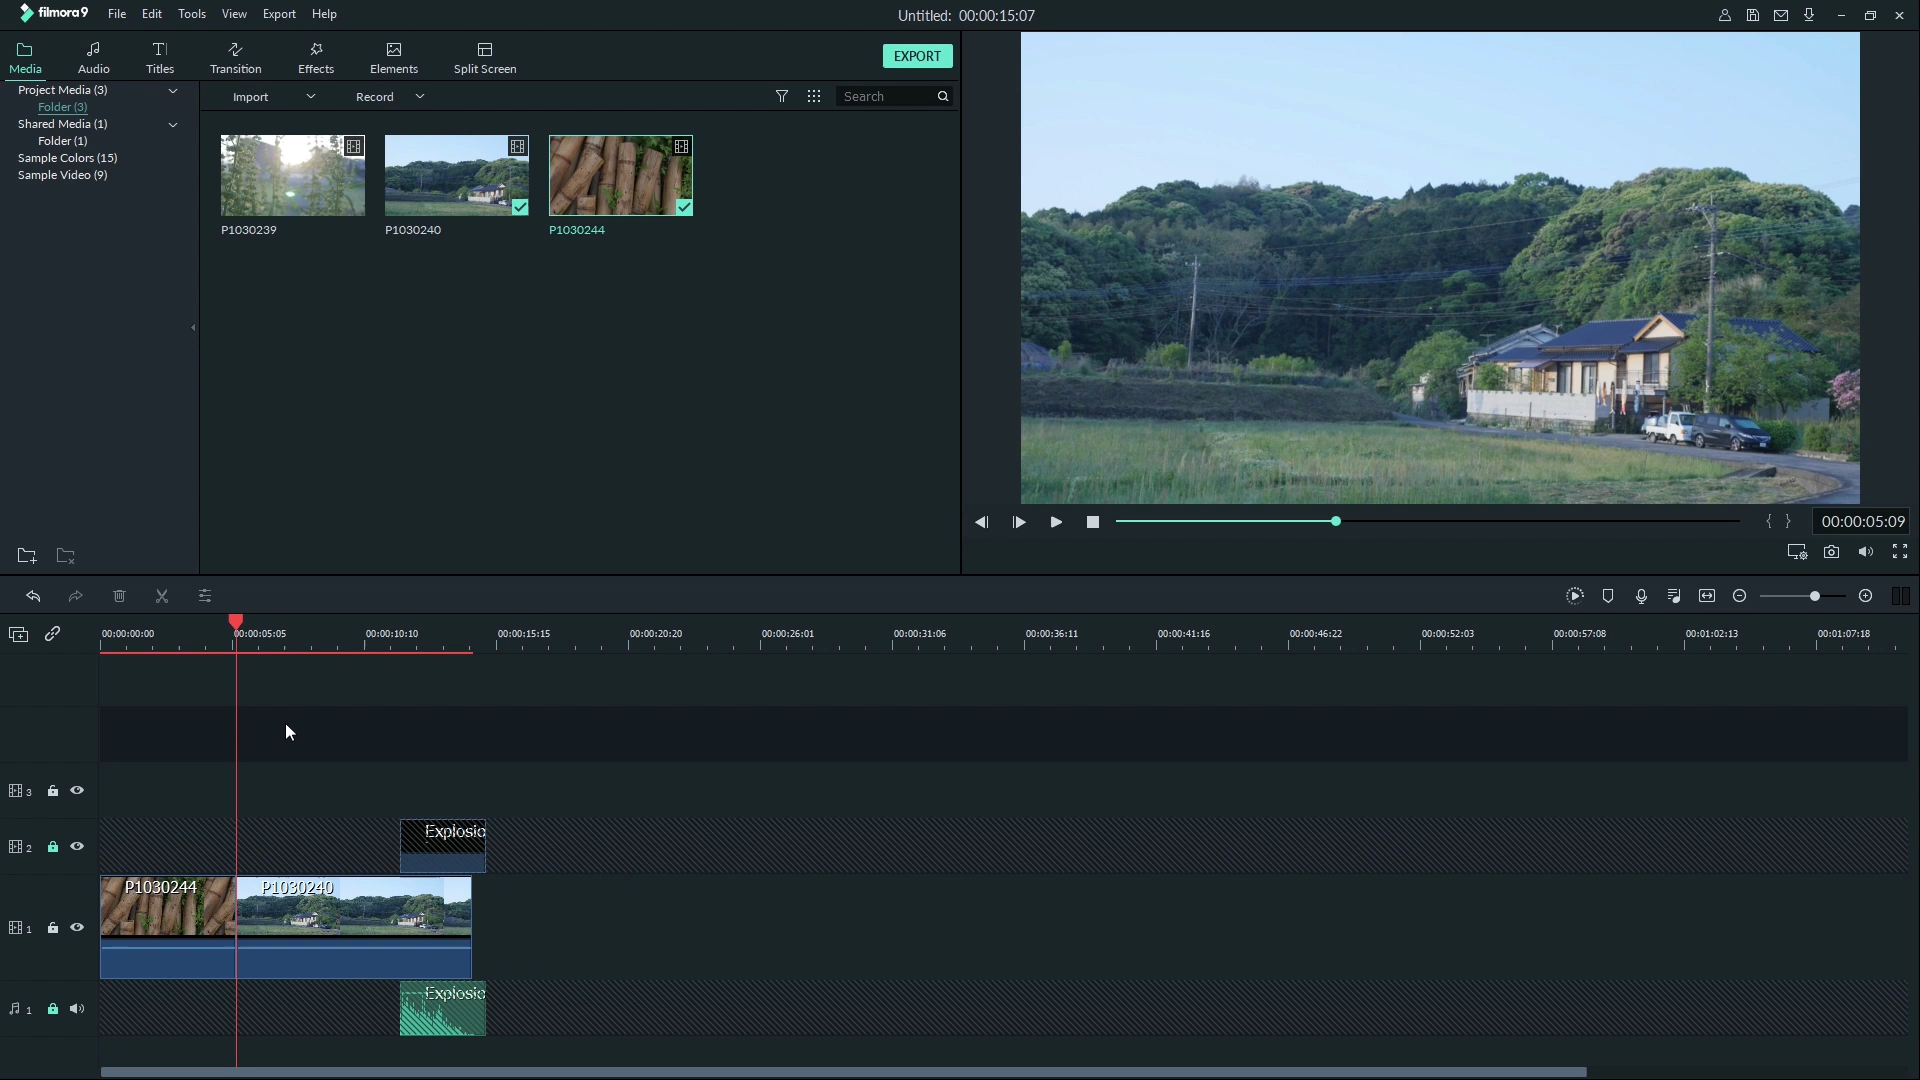 filmora9 File Edit Tools View Export Help
Untitled: 00:00:15:07
Media Audio Titles Transition Effects Elements Split Screen
EXPORT
Project Media (3)
Folder (3)
Shared Media (1)
Folder (1)
Sample Colors (15)
Sample Video (9)
Import Record Search
P1030239 P1030240 P1030244
{ } 00:00:05:09
00:00:00:00 00:00:05:05 00:00:10:10 00:00:15:15 00:00:20:20 00:00:26:01 00:00:31:06 00:00:36:11 00:00:41:16 00:00:46:22 00:00:52:03 00:00:57:08 00:01:02:13 00:01:07:18
3
2 Explosio
P1030244 P1030240
1
1 Explosio